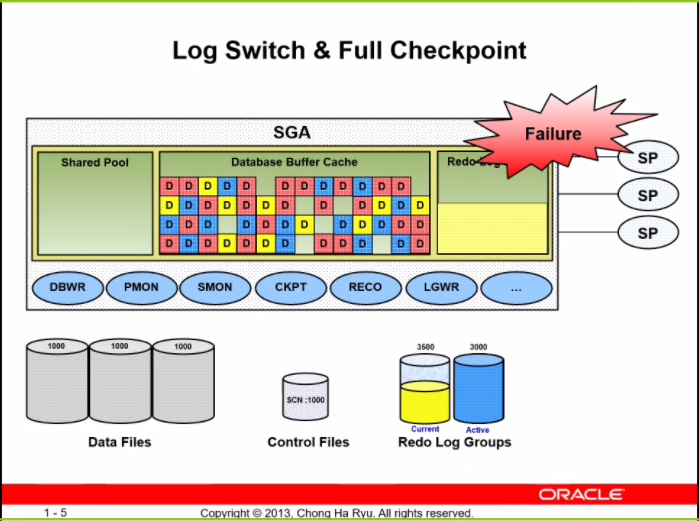 Log Switch & Full Checkpoint
SGA
Failure
Shared Pool
Database Buffer Cache
Redo Log
D D D D D D D D D D D D
D D D D D D D D D D D D
D D D D D D D D D D D
D D D D D D D D D D D
SP
SP
SP
DBWR
PMON
SMON
CKPT
RECO
LGWR
...
1000
1000
1000
Data Files
SCN :1000
Control Files
3500
3000
Current
Active
Redo Log Groups
ORACLE
1 - 5
Copyright © 2013, Chong Ha Ryu. All rights reserved.